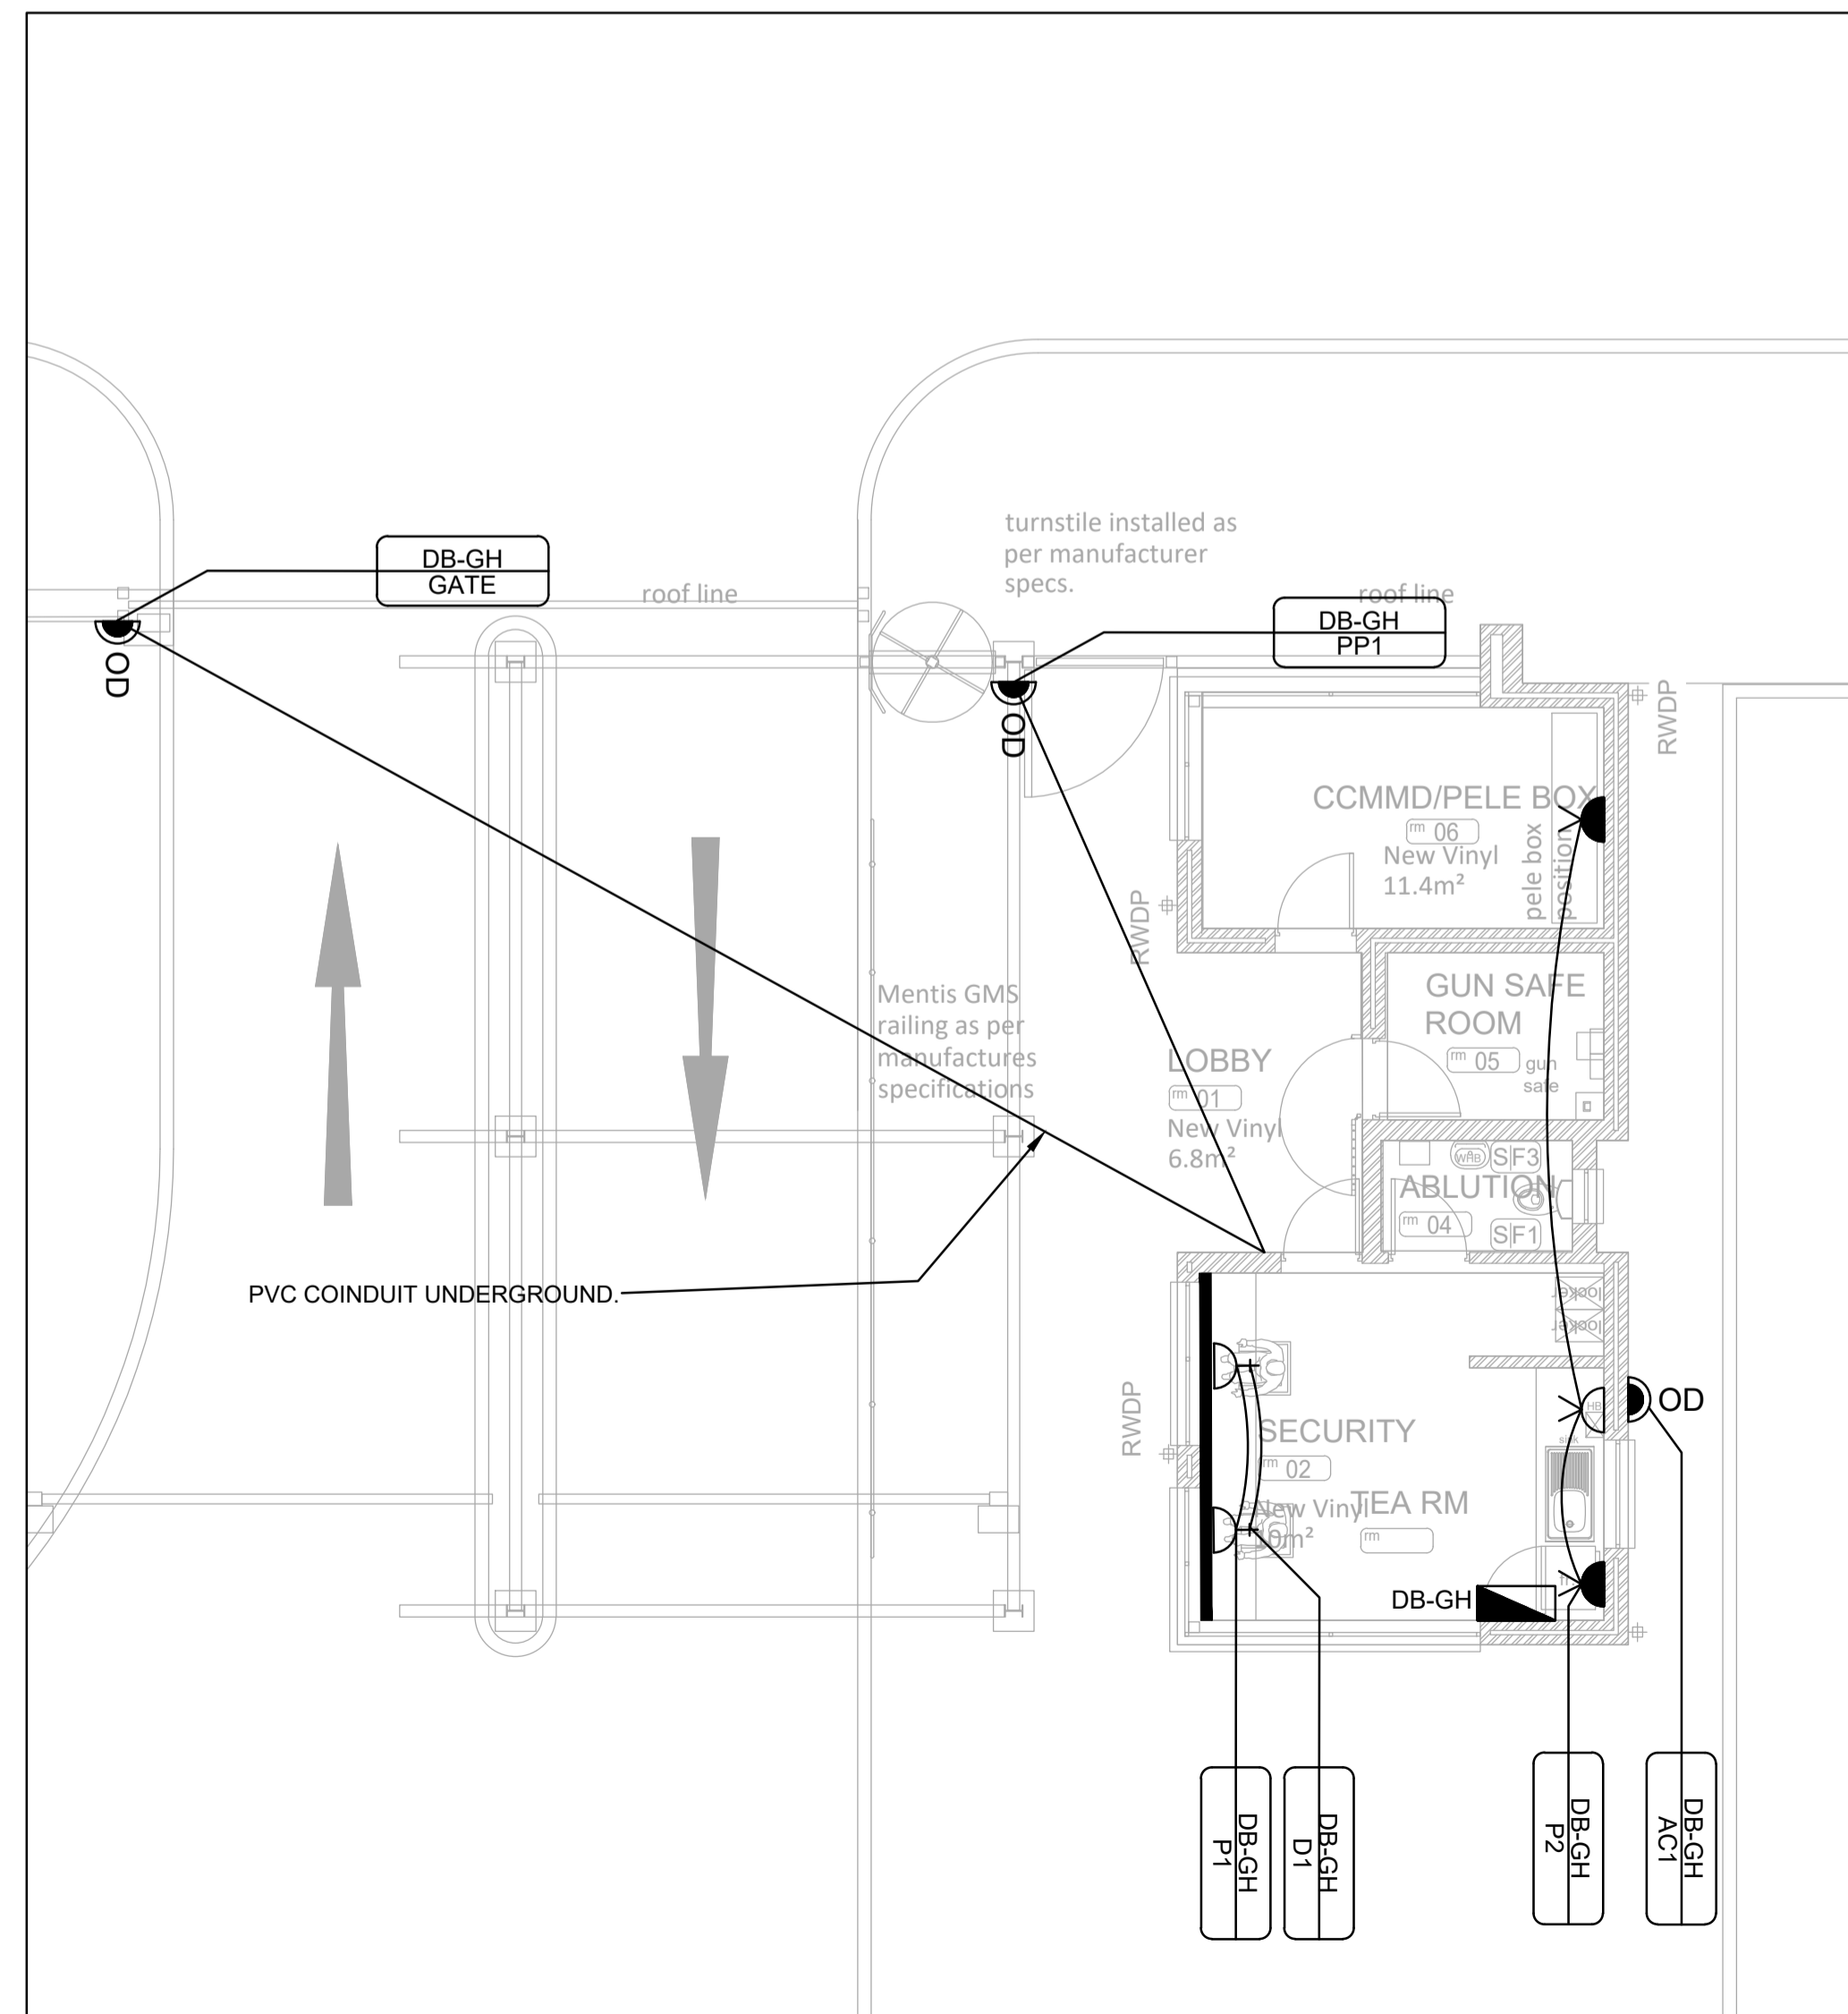 turnstile installed as
per manufacturer
specs.
DB-GH
GATE
roof line
roof line
DB-GH
PP1
OD
OD
RWDP
CCMMD/PELE BOX
rm 06
New Vinyl
11.4m²
pele box
position
RWDP
Mentis GMS
railing as per
manufactures
specifications
GUN SAFE
ROOM
rm 05
gun
safe
LOBBY
rm 01
New Vinyl
6.8m²
WHB
S|F3
ABLUTION
rm 04
S|F1
PVC COINDUIT UNDERGROUND.
locker
locker
RWDP
OD
HB
SECURITY
sink
rm 02
New Vinyl
TEA RM
rm
DB-GH
DB-GH
P1
DB-GH
D1
DB-GH
P2
DB-GH
AC1